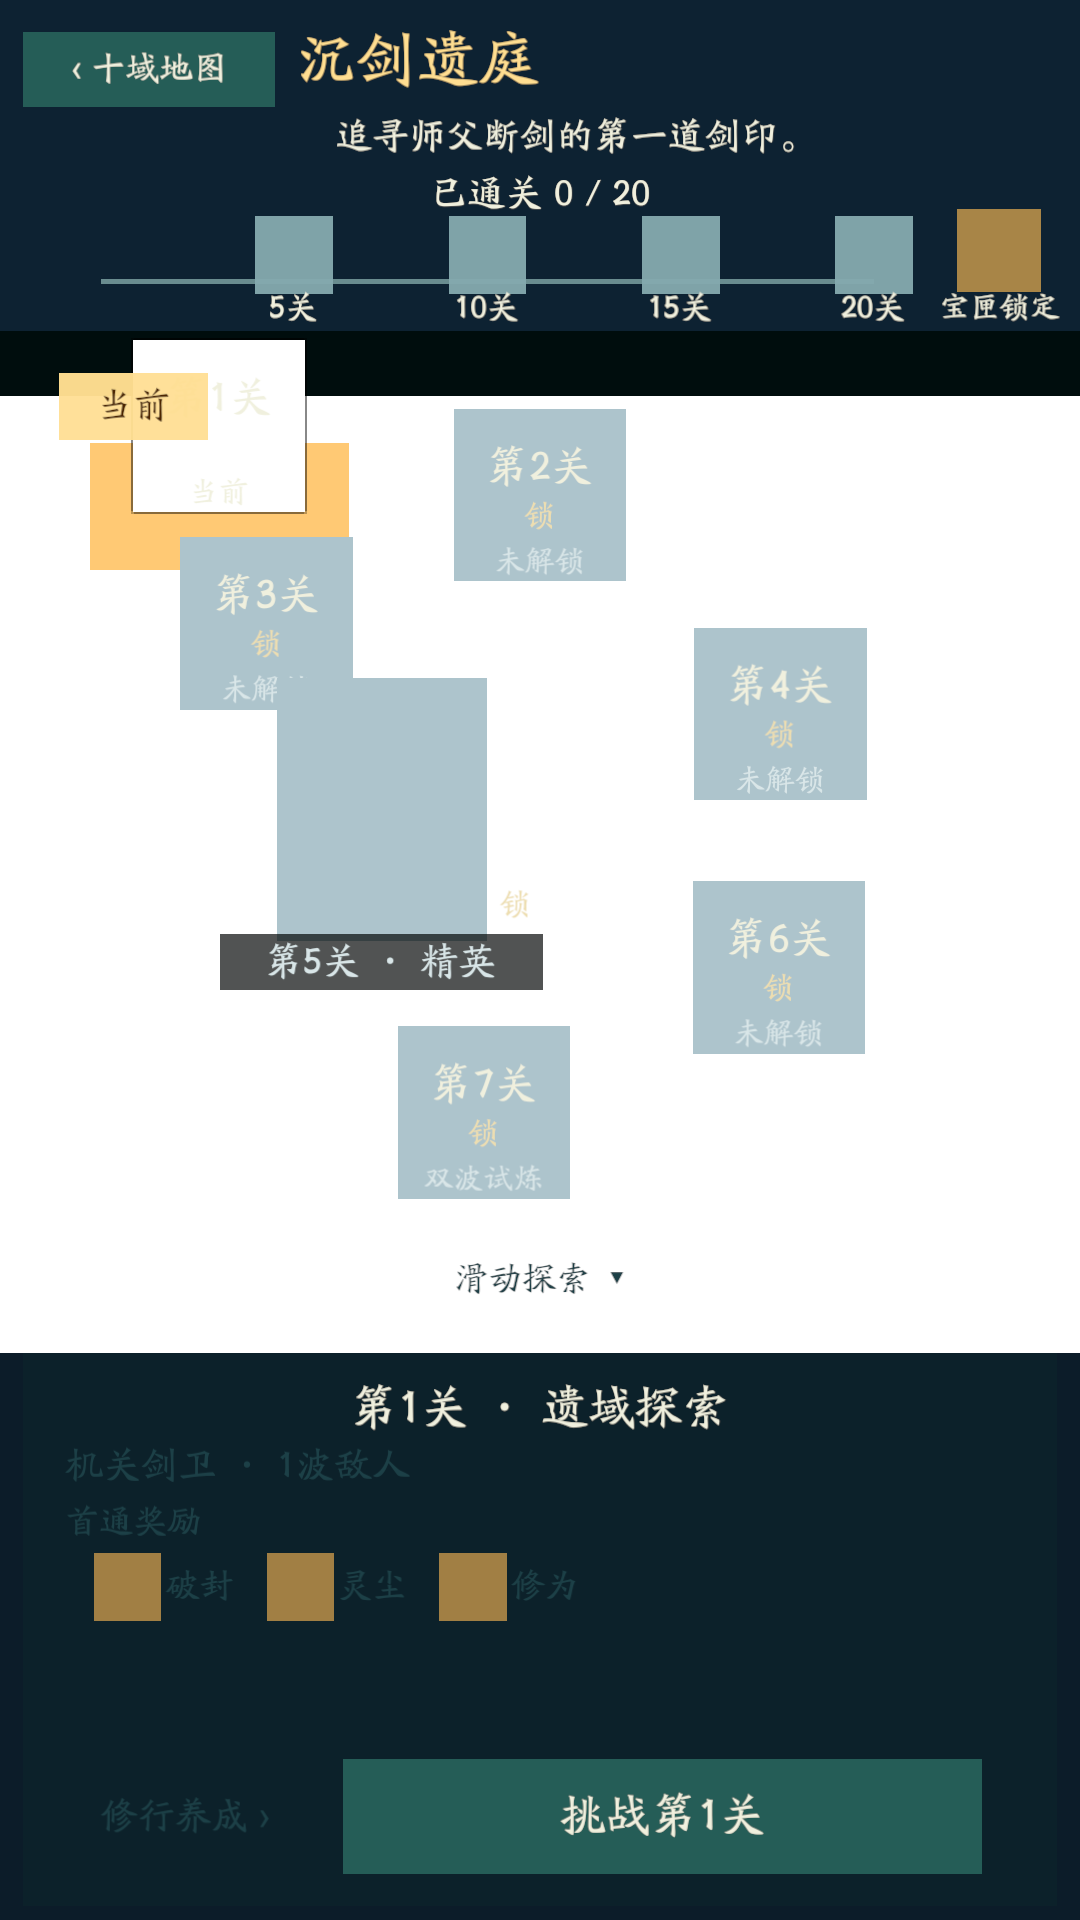 ‹ 十域地图
沉剑遗庭
追寻师父断剑的第一道剑印。
已通关 0 / 20
5关
10关
15关
20关
宝匣锁定
当前
1关
当前
第2关
锁
未解锁
第3关
锁
未解
第4关
锁
未解锁
锁
第5关 · 精英
第6关
锁
未解锁
第7关
锁
双波试炼
滑动探索 ▼
第1关 · 遗域探索
机关剑卫 · 1波敌人
首通奖励
破封
灵尘
修为
修行养成 ›
挑战第1关